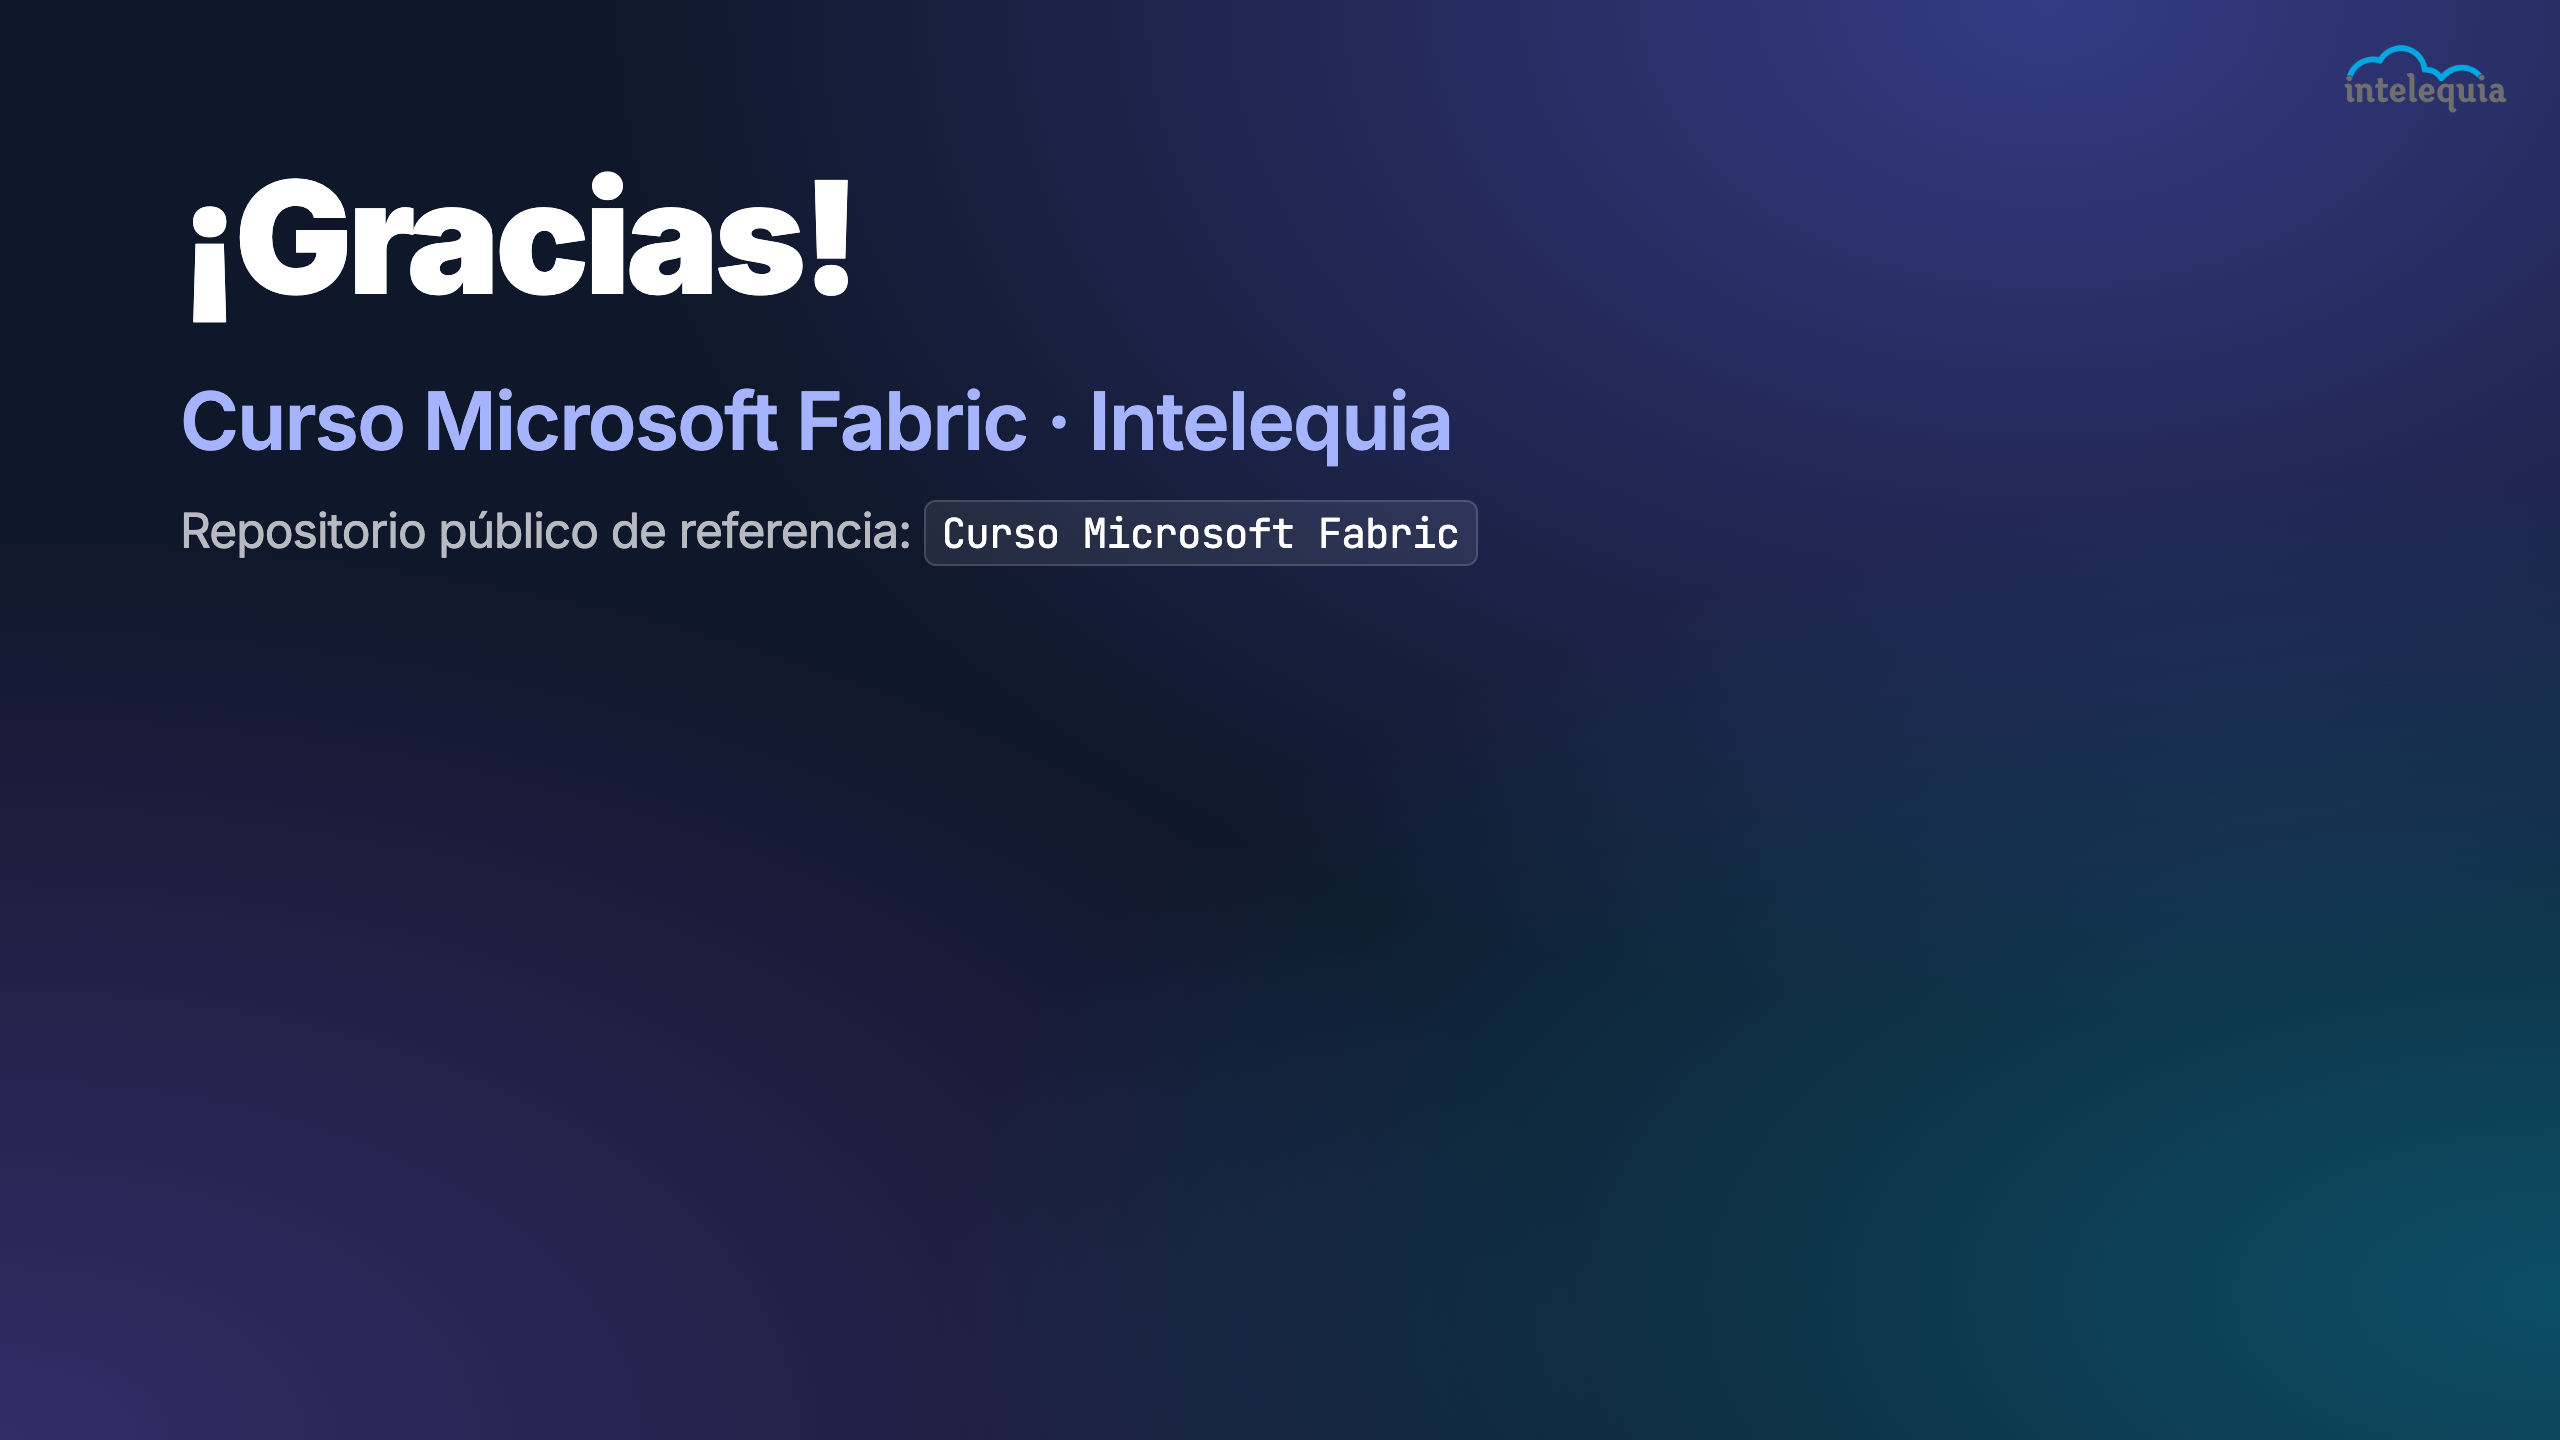 intelequia
¡Gracias!
Curso Microsoft Fabric · Intelequia
Repositorio público de referencia: Curso Microsoft Fabric